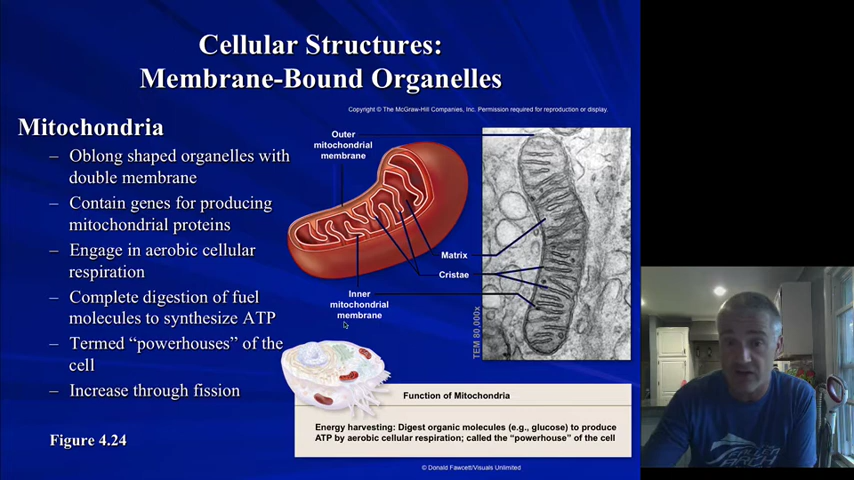 Cellular Structures:
Membrane-Bound Organelles
Copyright © The McGraw-Hill Companies, Inc. Permission required for reproduction or display.
Mitochondria
– Oblong shaped organelles with
double membrane
– Contain genes for producing
mitochondrial proteins
– Engage in aerobic cellular
respiration
– Complete digestion of fuel
molecules to synthesize ATP
– Termed “powerhouses” of the
cell
– Increase through fission
Figure 4.24
Outer
mitochondrial
membrane
Matrix
Cristae
Inner
mitochondrial
membrane
TEM 80,000x
Function of Mitochondria
Energy harvesting: Digest organic molecules (e.g., glucose) to produce
ATP by aerobic cellular respiration; called the “powerhouse” of the cell
© Donald Fawcett/Visuals Unlimited